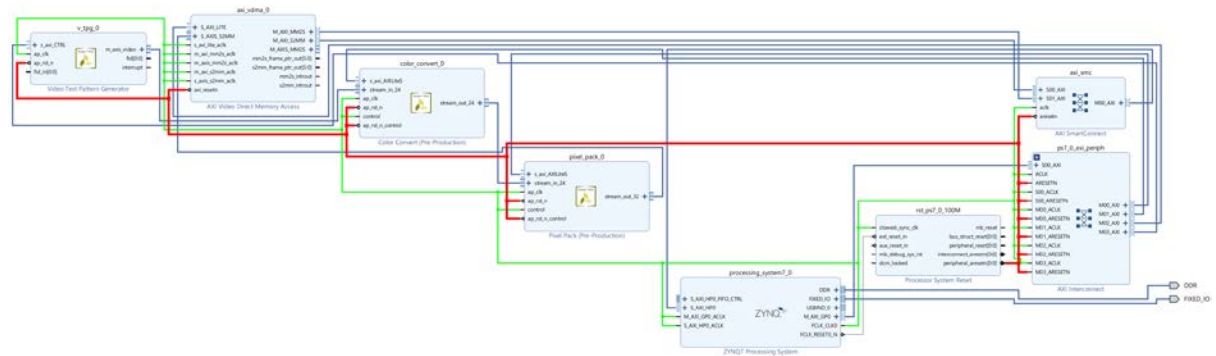 v_tpg_0
s_axi_CTRL
ap_clk
ap_rst_n
fid_in[0:0]
m_axis_video
fid[0:0]
interrupt
Video Test Pattern Generator
axi_vdma_0
S_AXI_LITE
S_AXIS_S2MM
s_axi_lite_aclk
m_axi_mm2s_aclk
m_axis_mm2s_aclk
m_axi_s2mm_aclk
s_axis_s2mm_aclk
axi_resetn
M_AXI_MM2S
M_AXI_S2MM
M_AXIS_MM2S
mm2s_frame_ptr_out[5:0]
s2mm_frame_ptr_out[5:0]
mm2s_introut
s2mm_introut
AXI Video Direct Memory Access
color_convert_0
s_axi_AXILiteS
stream_in_24
ap_clk
ap_rst_n
control
ap_rst_n_control
stream_out_24
Color Convert (Pre-Production)
pixel_pack_0
s_axi_AXILiteS
stream_in_24
ap_clk
ap_rst_n
control
ap_rst_n_control
stream_out_32
Pixel Pack (Pre-Production)
axi_smc
S00_AXI
S01_AXI
aclk
aresetn
M00_AXI
AXI SmartConnect
ps7_0_axi_periph
S00_AXI
ACLK
ARESETN
S00_ACLK
S00_ARESETN
M00_ACLK
M00_ARESETN
M01_ACLK
M01_ARESETN
M02_ACLK
M02_ARESETN
M03_ACLK
M03_ARESETN
M00_AXI
M01_AXI
M02_AXI
M03_AXI
AXI Interconnect
rst_ps7_0_100M
slowest_sync_clk
ext_reset_in
aux_reset_in
mb_debug_sys_rst
dcm_locked
mb_reset
bus_struct_reset[0:0]
peripheral_reset[0:0]
interconnect_aresetn[0:0]
peripheral_aresetn[0:0]
Processor System Reset
processing_system7_0
S_AXI_HP0_FIFO_CTRL
S_AXI_HP0
M_AXI_GP0_ACLK
S_AXI_HP0_ACLK
ZYNQ
DDR
FIXED_IO
USBIND_0
M_AXI_GP0
FCLK_CLK0
FCLK_RESET0_N
ZYNQ7 Processing System
DDR
FIXED_IO